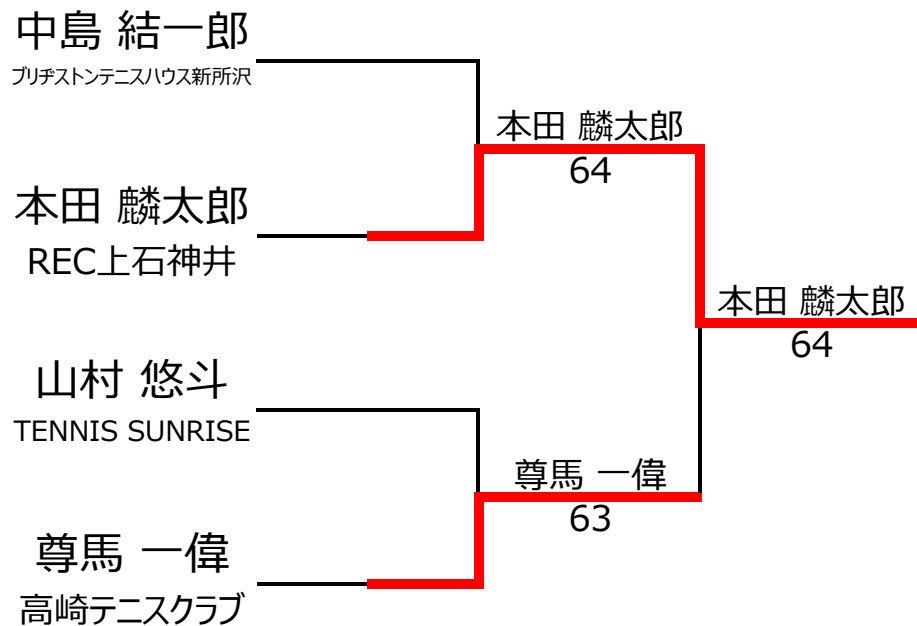 中島 結一郎
ブリヂストンテニスハウス新所沢
本田 麟太郎
64
本田 麟太郎
REC上石神井
本田 麟太郎
64
山村 悠斗
TENNIS SUNRISE
尊馬 一偉
63
尊馬 一偉
高崎テニスクラブ